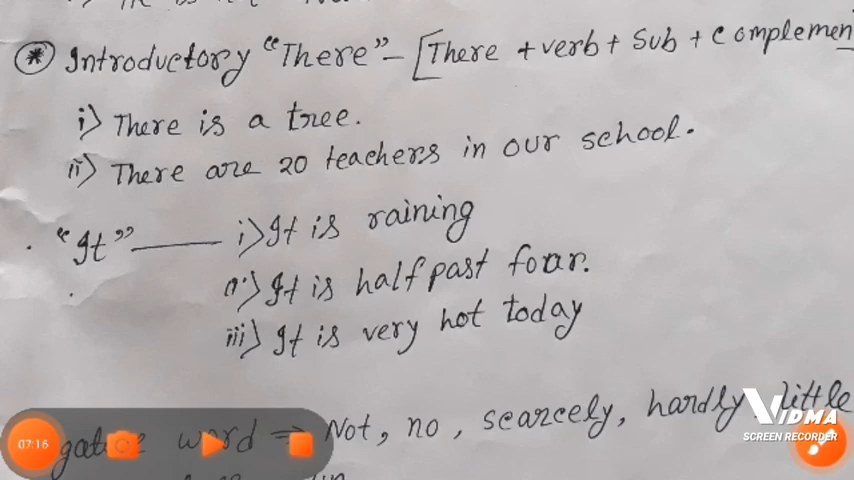 * Introductory "There" - [There + verb + Sub + Complemen
i) There is a tree.
ii) There are 20 teachers in our school.
"It" — i) It is raining
ii) It is half past four.
iii) It is very hot today
word ⇒ Not, no, scarcely, hardly little
07:16
VIDMA
SCREEN RECORDER